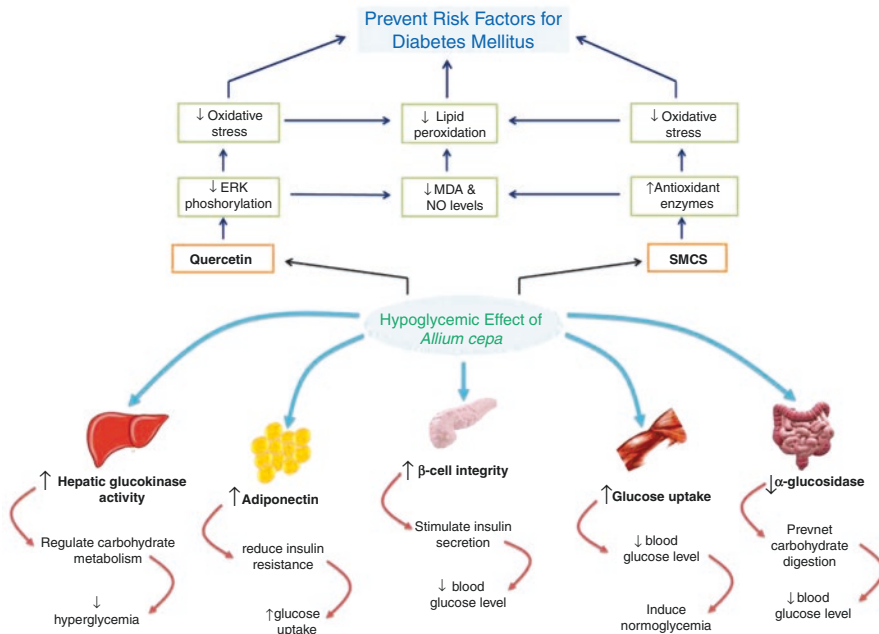 Prevent Risk Factors for
Diabetes Mellitus
↓ Oxidative
stress
↓ Lipid
peroxidation
↓ Oxidative
stress
↓ ERK
phoshorylation
↓ MDA &
NO levels
↑Antioxidant
enzymes
Quercetin
SMCS
Hypoglycemic Effect of
Allium cepa
↑ Hepatic glucokinase
activity
Regulate carbohydrate
metabolism
↓
hyperglycemia
↑ Adiponectin
reduce insulin
resistance
↑glucose
uptake
↑ β-cell integrity
Stimulate insulin
secretion
↓ blood
glucose level
↑Glucose uptake
↓ blood
glucose level
Induce
normoglycemia
↓α-glucosidase
Prevnet
carbohydrate
digestion
↓blood
glucose level